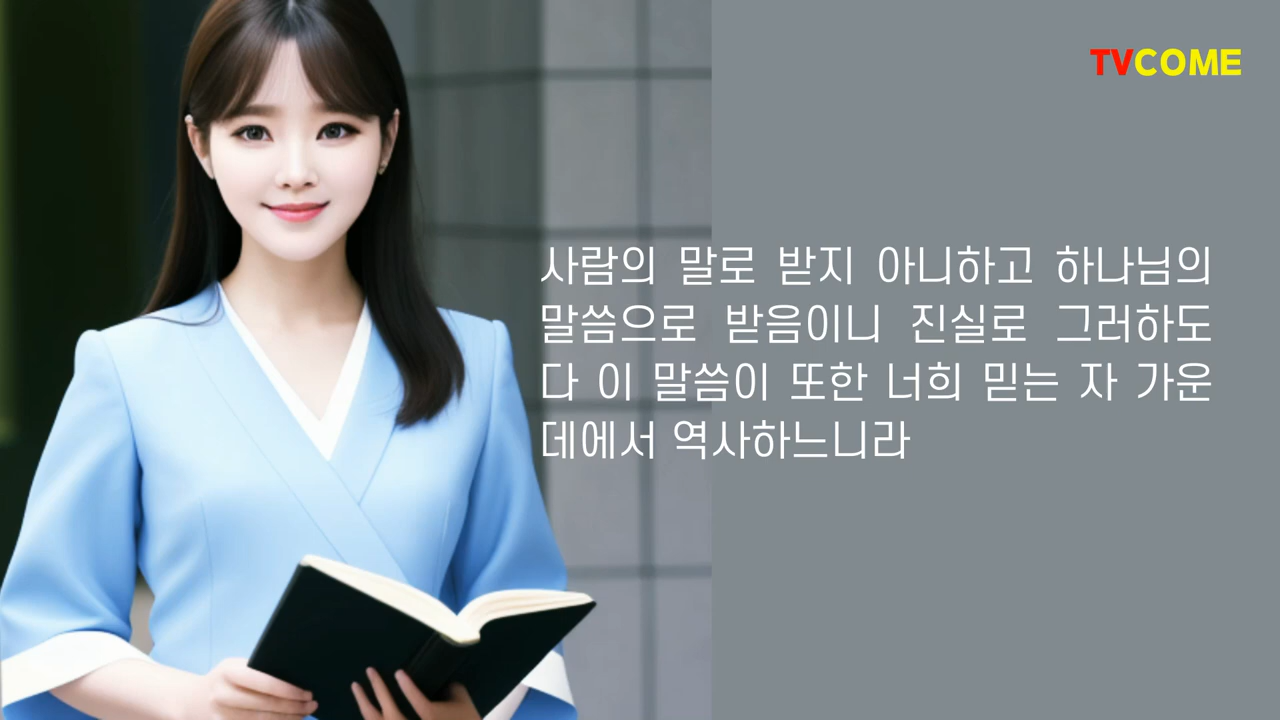 TVCOME
사람의 말로 받지 아니하고 하나님의
말씀으로 받음이니 진실로 그러하도
다 이 말씀이 또한 너희 믿는 자 가운
데에서 역사하느니라